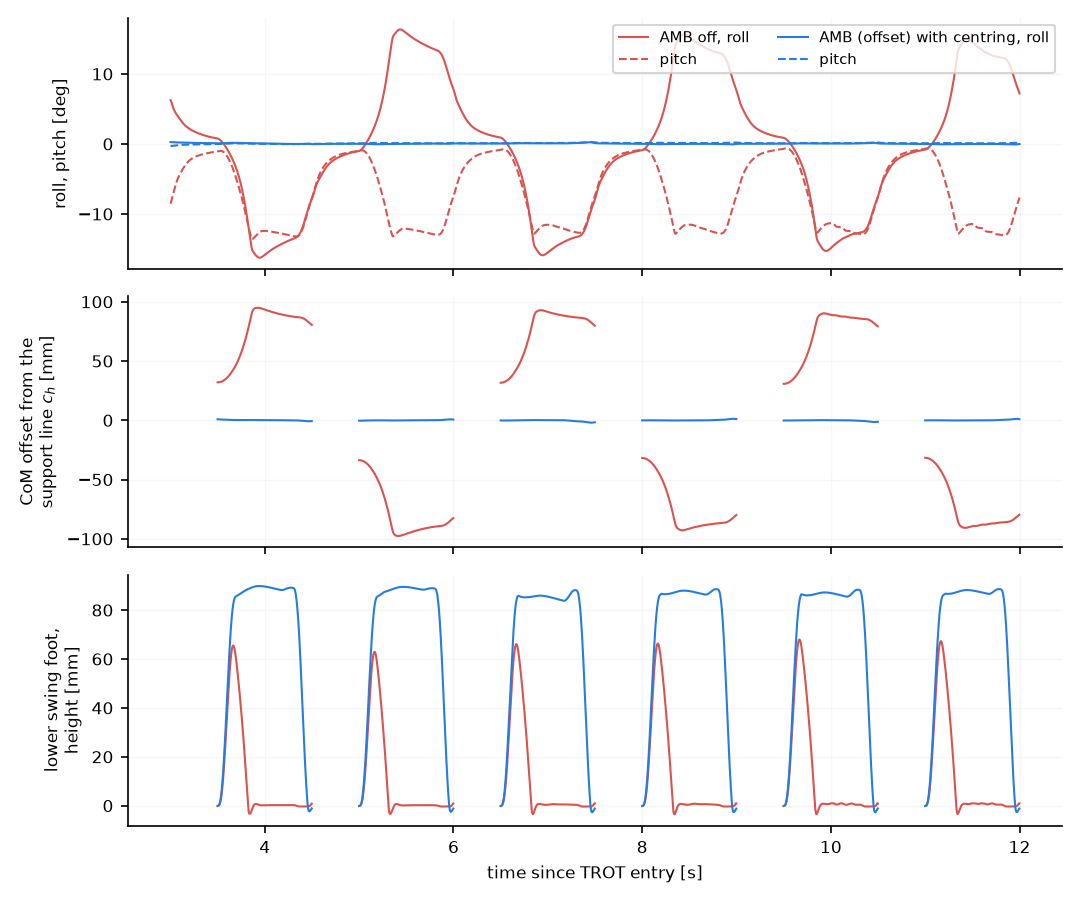 AMB off, roll
pitch
AMB (offset) with centring, roll
pitch
roll, pitch [deg]
10
0
−10
CoM offset from the
support line c_h [mm]
100
50
0
−50
−100
lower swing foot,
height [mm]
80
60
40
20
0
4 6 8 10 12
time since TROT entry [s]